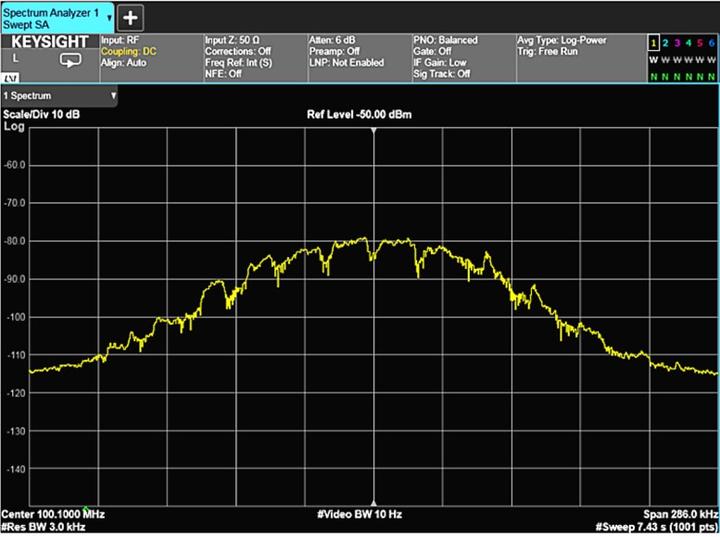 Spectrum Analyzer 1
Swept SA
KEYSIGHT
L
Input: RF
Coupling: DC
Align: Auto
Input Z: 50 Ω
Corrections: Off
Freq Ref: Int (S)
NFE: Off
Atten: 6 dB
Preamp: Off
LNP: Not Enabled
PNO: Balanced
Gate: Off
IF Gain: Low
Sig Track: Off
Avg Type: Log-Power
Trig: Free Run
1 2 3 4 5 6
W W W W W W
N N N N N N
1 Spectrum
Scale/Div 10 dB
Ref Level -50.00 dBm
Log
-60.0
-70.0
-80.0
-90.0
-100
-110
-120
-130
-140
Center 100.1000 MHz
#Video BW 10 Hz
Span 286.0 kHz
#Res BW 3.0 kHz
#Sweep 7.43 s (1001 pts)